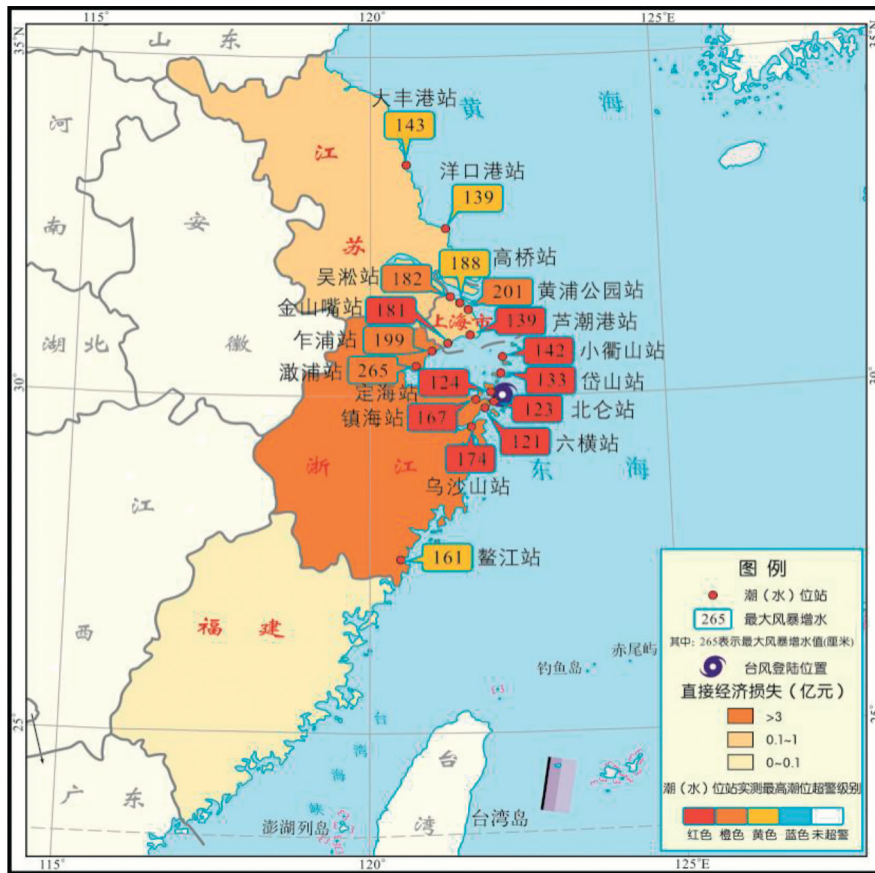 115°
120°
125°E
35°N
35°N
山 东
大丰港站
143
黄 海
河
江
洋口港站
139
安
南
苏
高桥站
188
吴淞站
182
201
黄浦公园站
金山嘴站
181
上海市
139
芦潮港站
乍浦站
199
142
小衢山站
湖 北
徽
澉浦站
265
124
133
岱山站
30°
30°
定海站
镇海站
167
123
北仑站
121
六横站
174
浙 江
东 海
乌沙山站
江
161
鳌江站
西
福 建
赤尾屿
钓鱼岛
25°
25°
台湾海峡
广 东
台
湾
澎湖列岛
台湾岛
115°
120°
125°E
图 例
潮（水）位站
265
最大风暴增水
其中：265表示最大风暴增水值(厘米)
台风登陆位置
直接经济损失（亿元）
>3
0.1~1
0~0.1
潮（水）位站实测最高潮位超警级别
红色 橙色 黄色 蓝色 未超警